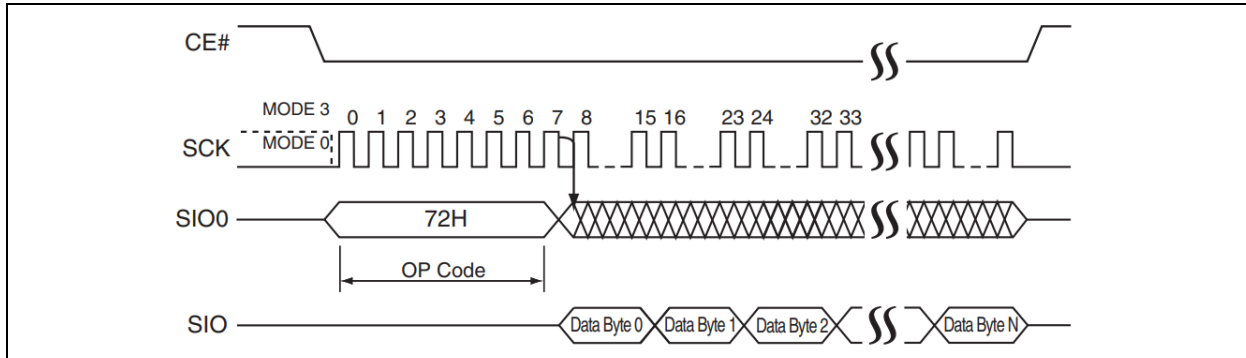 CE#
MODE 3
0 1 2 3 4 5 6 7 8 15 16 23 24 32 33
SCK
MODE 0
SIO0
72H
OP Code
SIO
Data Byte 0 Data Byte 1 Data Byte 2 Data Byte N